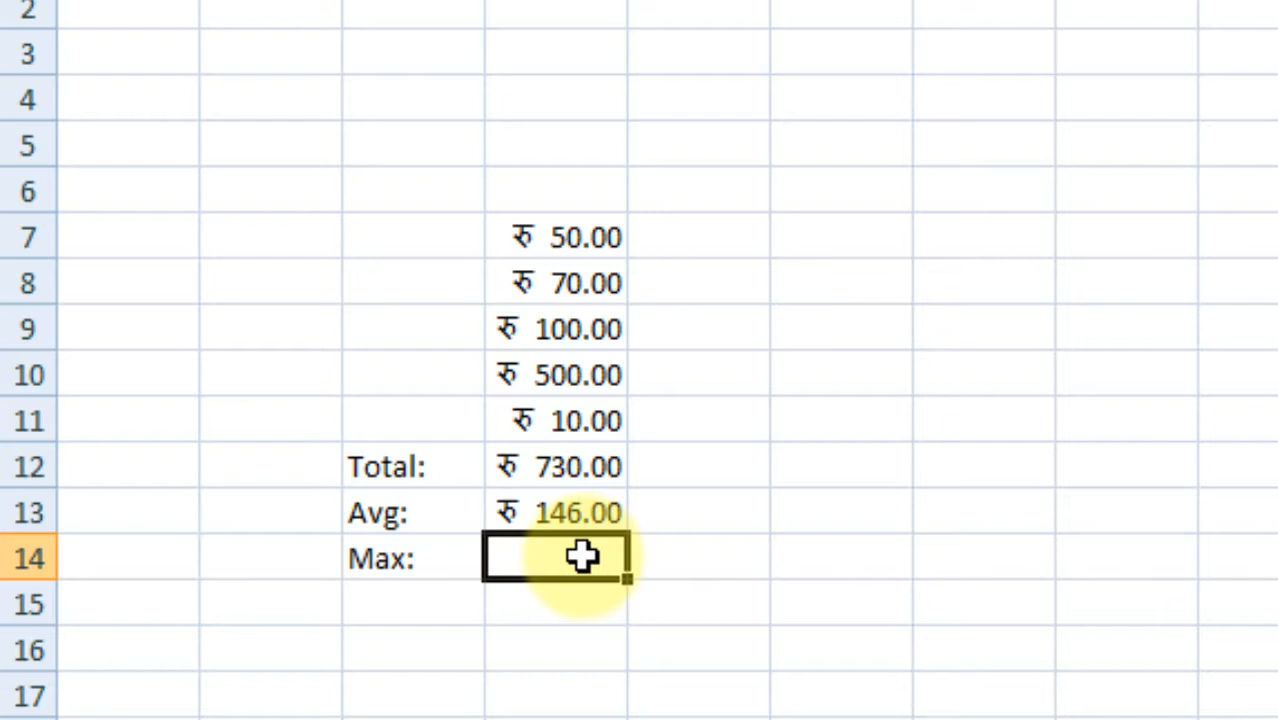 2
3
4
5
6
7 रु 50.00
8 रु 70.00
9 रु 100.00
10 रु 500.00
11 रु 10.00
12 Total: रु 730.00
13 Avg: रु 146.00
14 Max:
15
16
17